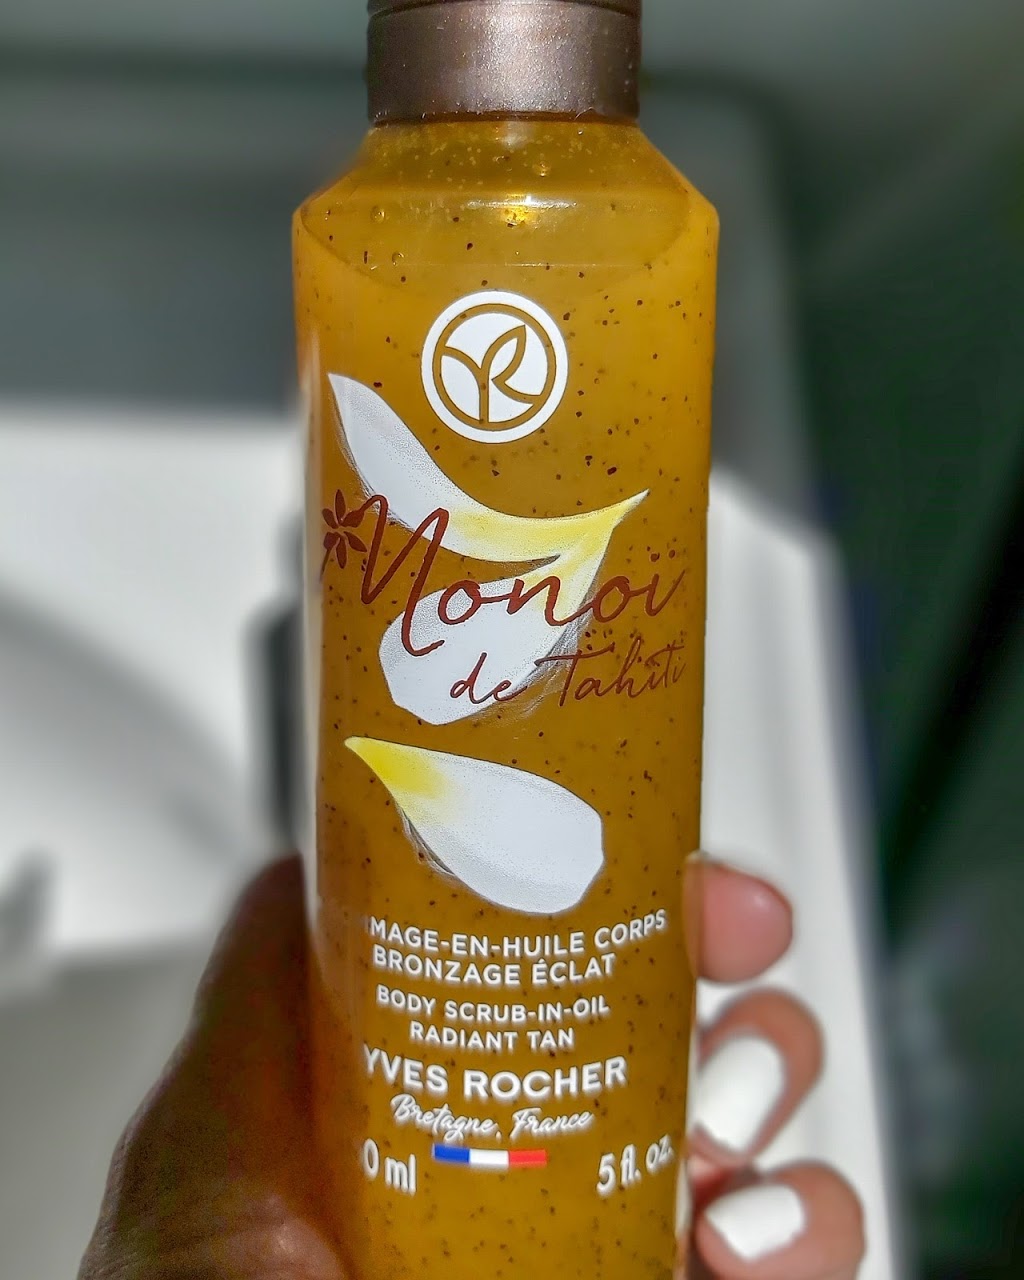 YR
Monoï
de Tahiti
MAGE-EN-HUILE CORPS
BRONZAGE ÉCLAT
BODY SCRUB-IN-OIL
RADIANT TAN
YVES ROCHER
Bretagne, France
0 ml 5 fl. oz.